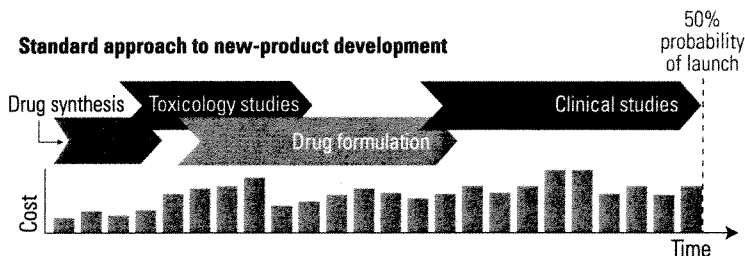 50%
probability
of launch
Standard approach to new-product development
Drug synthesis
Toxicology studies
Clinical studies
Drug formulation
Cost
Time